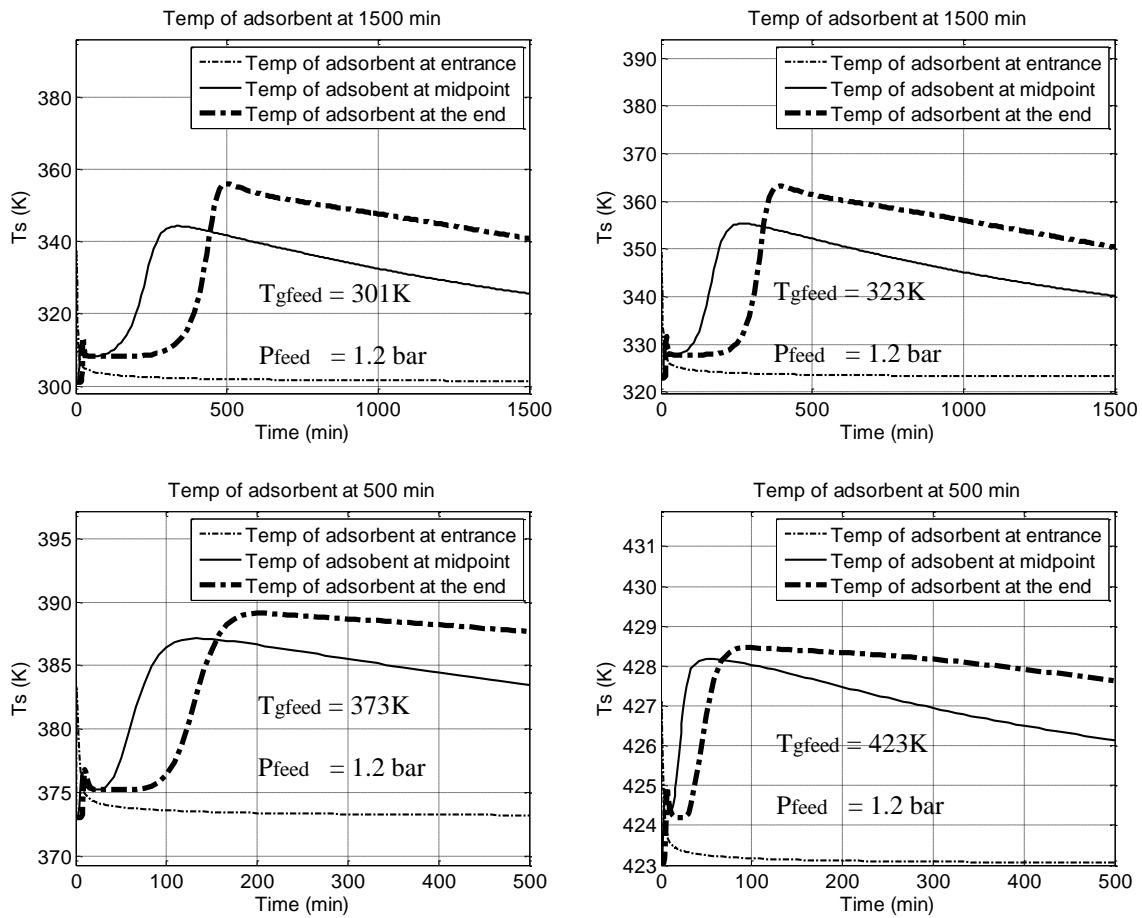 Temp of adsorbent at 1500 min
Temp of adsorbent at entrance
Temp of adsobent at midpoint
Temp of adsorbent at the end
380
360
340
320
300
Ts (K)
Tgfeed = 301K
Pfeed = 1.2 bar
0 500 1000 1500
Time (min)
Temp of adsorbent at 1500 min
Temp of adsorbent at entrance
Temp of adsobent at midpoint
Temp of adsorbent at the end
390
380
370
360
350
340
330
320
Ts (K)
Tgfeed = 323K
Pfeed = 1.2 bar
0 500 1000 1500
Time (min)
Temp of adsorbent at 500 min
Temp of adsorbent at entrance
Temp of adsobent at midpoint
Temp of adsorbent at the end
395
390
385
380
375
370
Ts (K)
Tgfeed = 373K
Pfeed = 1.2 bar
0 100 200 300 400 500
Time (min)
Temp of adsorbent at 500 min
Temp of adsorbent at entrance
Temp of adsobent at midpoint
Temp of adsorbent at the end
431
430
429
428
427
426
425
424
423
Ts (K)
Tgfeed = 423K
Pfeed = 1.2 bar
0 100 200 300 400 500
Time (min)